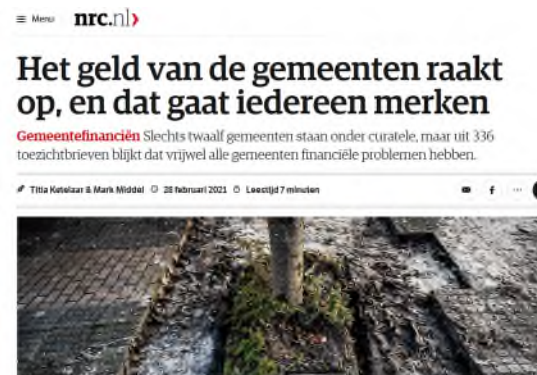 Menu nrc.nl
Het geld van de gemeenten raakt
op, en dat gaat iedereen merken
Gemeentefinanciën Slechts twaalf gemeenten staan onder curatele, maar uit 336
toezichtbrieven blijkt dat vrijwel alle gemeenten financiële problemen hebben.
Titia Ketelaar & Mark Middel 28 februari 2021 Leestijd 7 minuten